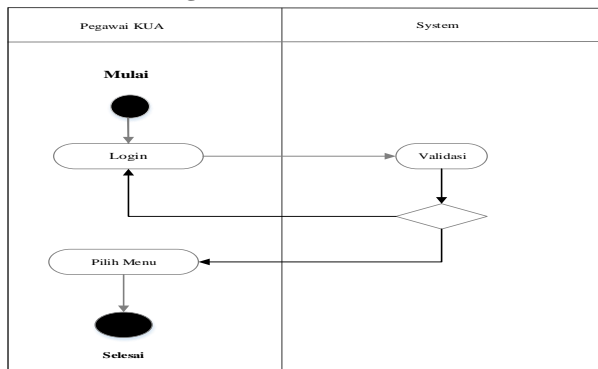 Pegawai KUA
System
Mulai
Login
Validasi
Pilih Menu
Selesai